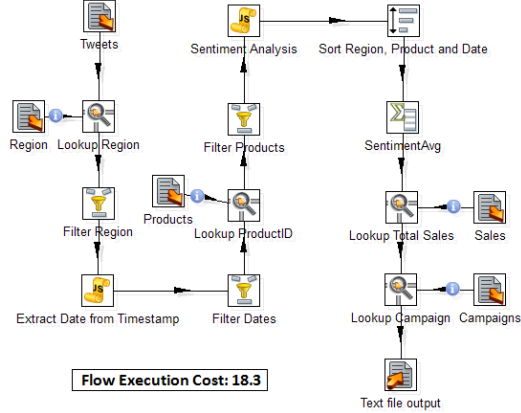 Tweets
Region
Lookup Region
Filter Region
Extract Date from Timestamp
Filter Dates
Products
Lookup ProductID
Filter Products
JS
Sentiment Analysis
Sort Region, Product and Date
SentimentAvg
Lookup Total Sales
Sales
Lookup Campaign
Campaigns
Text file output
Flow Execution Cost: 18.3